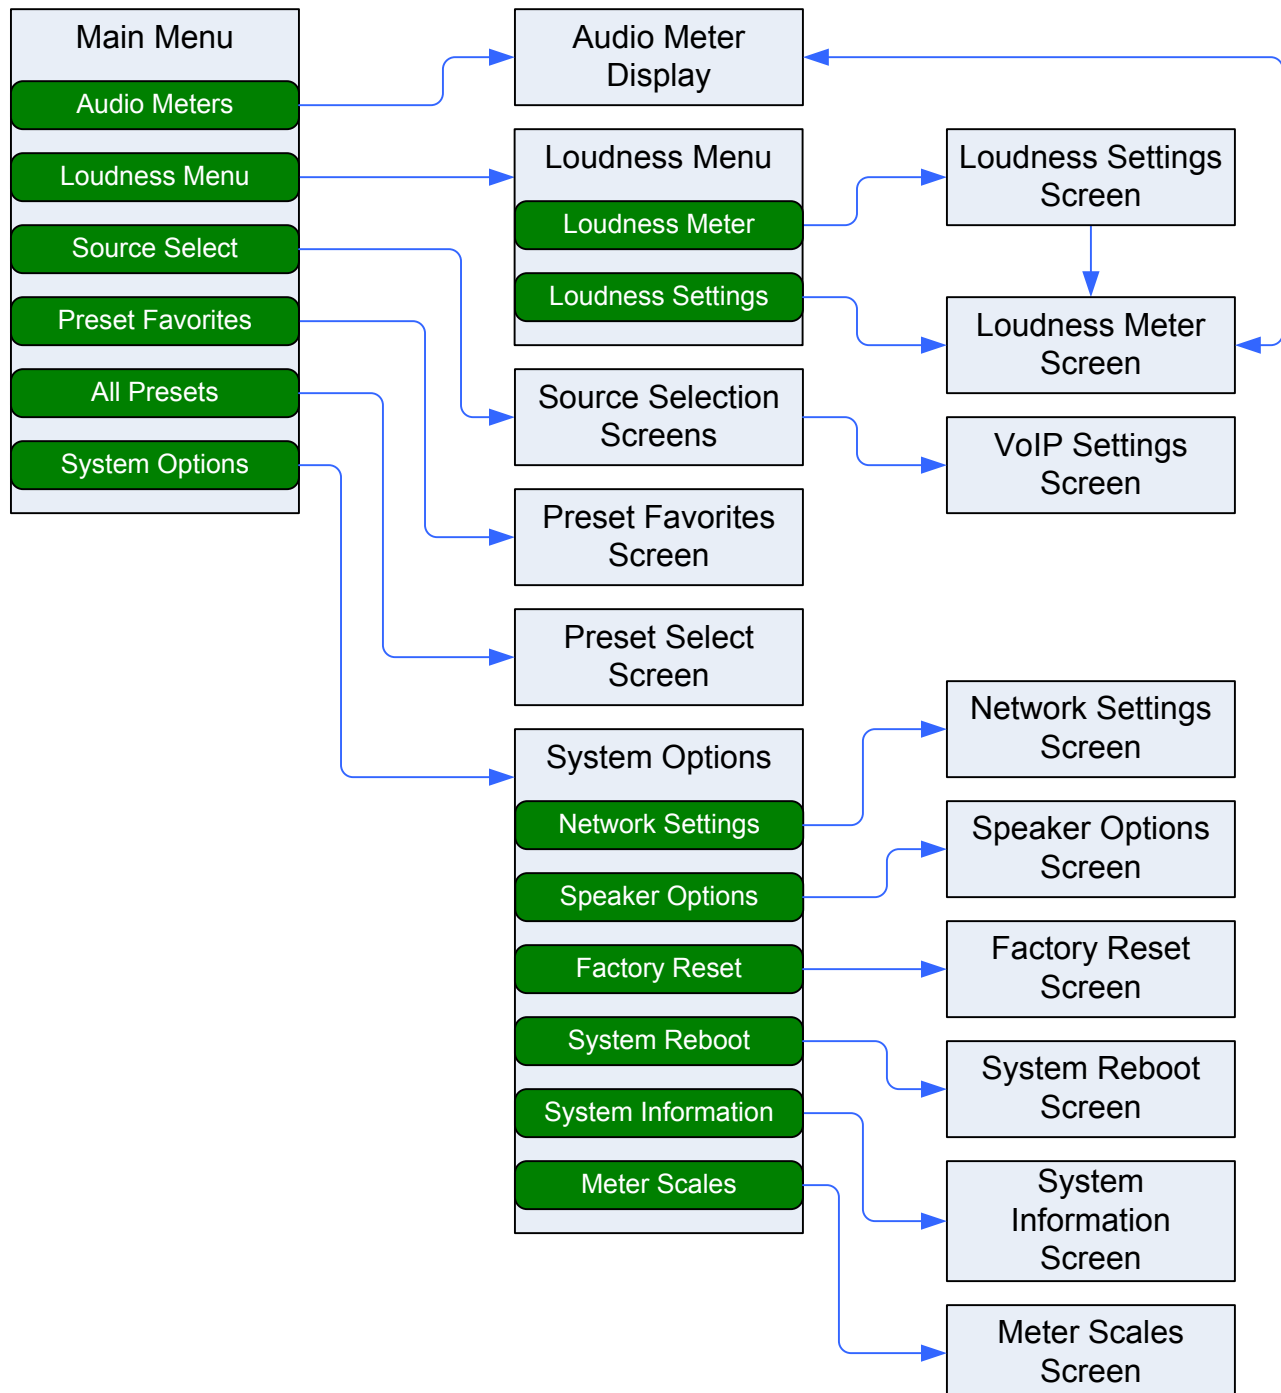 Main Menu
Audio Meters
Loudness Menu
Source Select
Preset Favorites
All Presets
System Options
Audio Meter
Display
Loudness Menu
Loudness Meter
Loudness Settings
Source Selection
Screens
Preset Favorites
Screen
Preset Select
Screen
System Options
Network Settings
Speaker Options
Factory Reset
System Reboot
System Information
Meter Scales
Loudness Settings
Screen
Loudness Meter
Screen
VoIP Settings
Screen
Network Settings
Screen
Speaker Options
Screen
Factory Reset
Screen
System Reboot
Screen
System
Information
Screen
Meter Scales
Screen